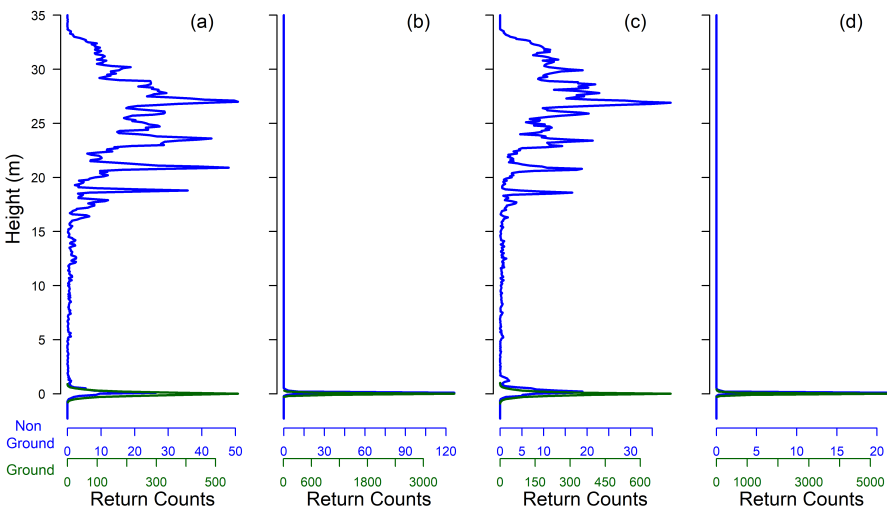 (a) (b) (c) (d)
35
30
25
20
15
10
5
0
Height (m)
Non
Ground
0 10 20 30 40 50
0 30 60 90 120
0 5 10 20 30
0 5 10 15 20
Ground
0 100 200 300 500
0 600 1800 3000
0 150 300 450 600
0 1000 3000 5000
Return Counts Return Counts Return Counts Return Counts